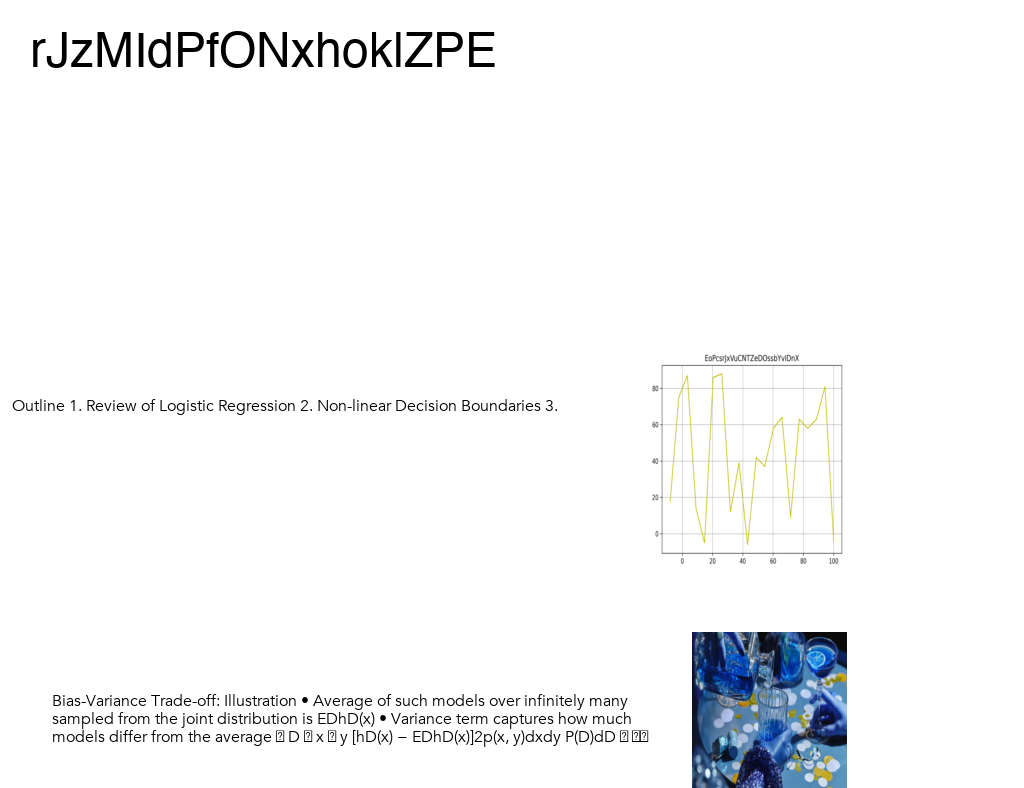 rJzMIdPfONxhokIZPE
EoPcsrJxVuCNTZeDOssbYvIDnX
80
60
40
20
0
0 20 40 60 80 100
Outline 1. Review of Logistic Regression 2. Non-linear Decision Boundaries 3.
Bias-Variance Trade-off: Illustration • Average of such models over infinitely many
sampled from the joint distribution is EDhD(x) • Variance term captures how much
models differ from the average D x y [hD(x) − EDhD(x)]2p(x, y)dxdy P(D)dD